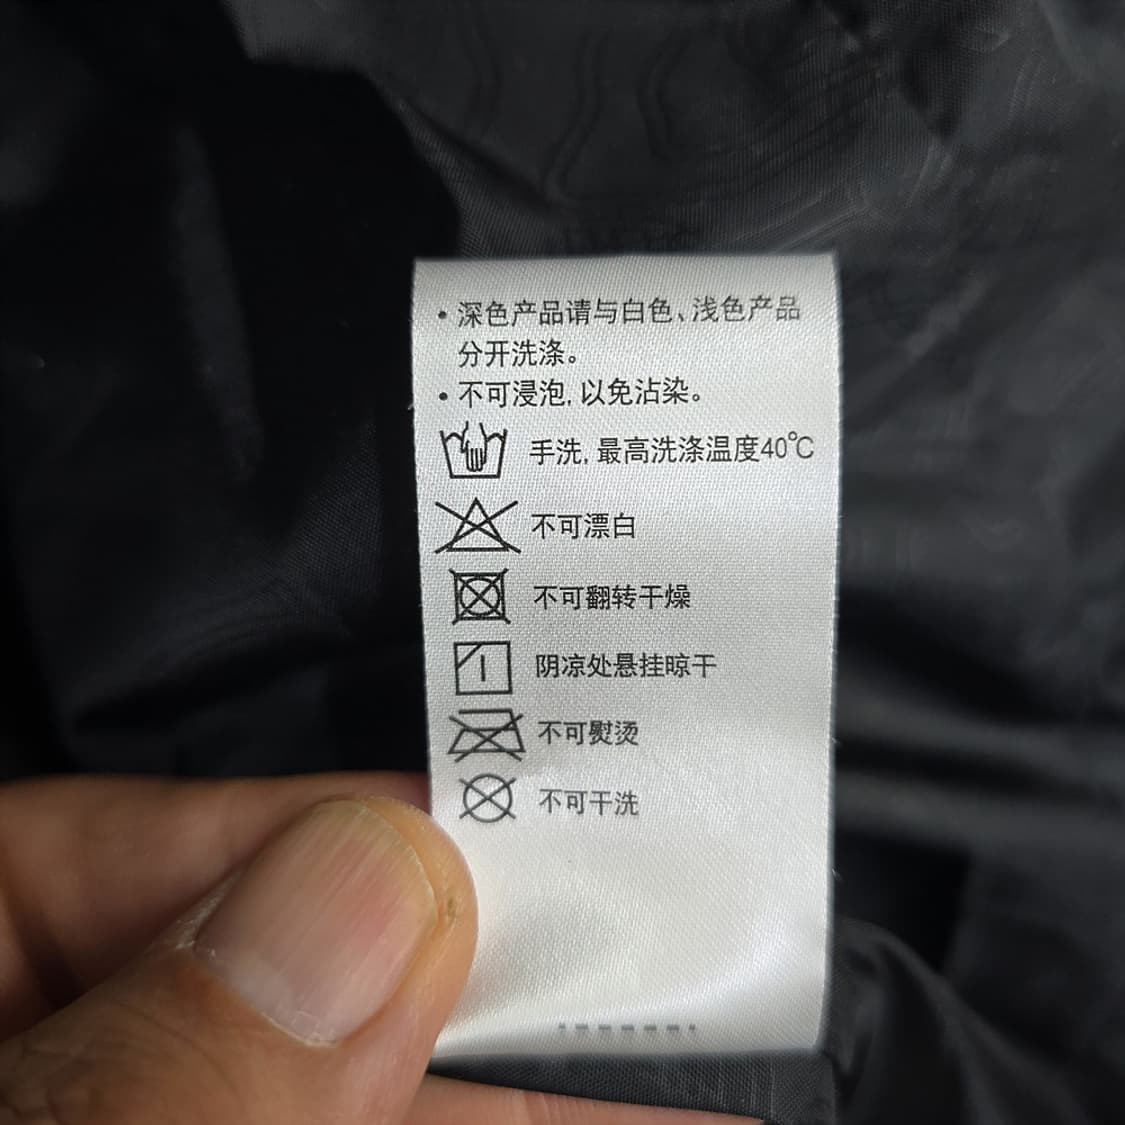 • 深色产品请与白色、浅色产品
分开洗涤。
• 不可浸泡, 以免沾染。
手洗, 最高洗涤温度40℃
不可漂白
不可翻转干燥
阴凉处悬挂晾干
不可熨烫
不可干洗